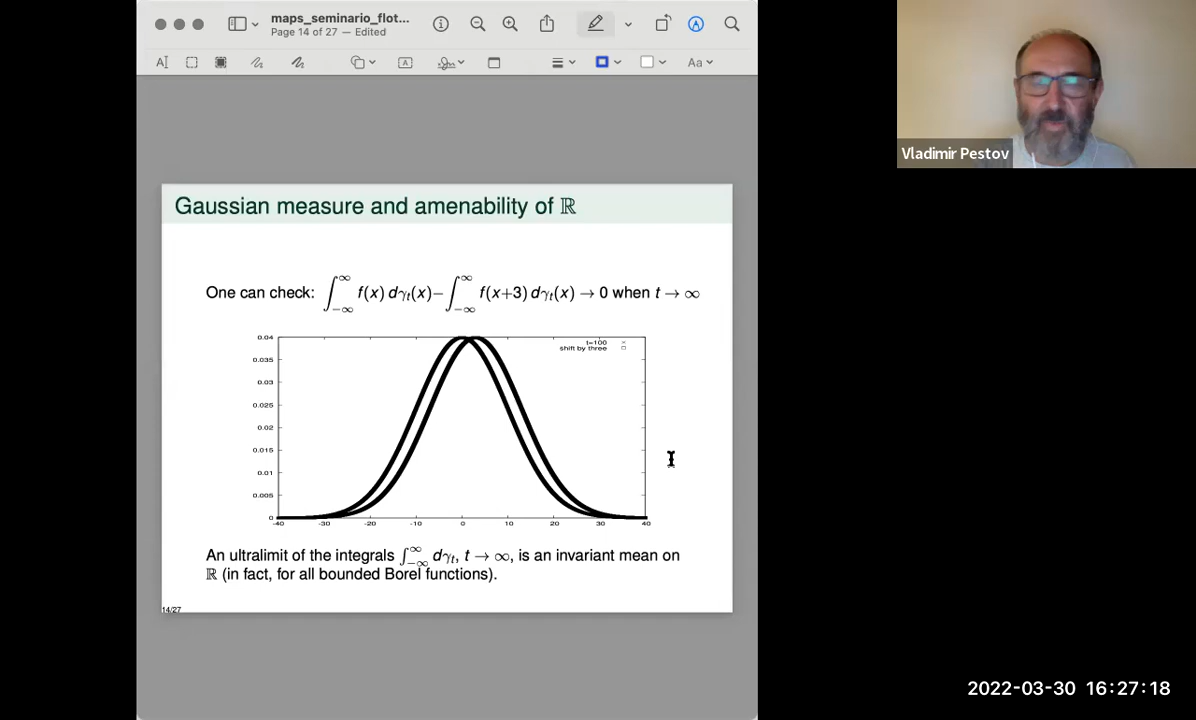 maps_seminario_flot...
Page 14 of 27 — Edited
Aa
Vladimir Pestov
Gaussian measure and amenability of ℝ
One can check: ∫_{-∞}^{∞} f(x) dγ_t(x) − ∫_{-∞}^{∞} f(x+3) dγ_t(x) → 0 when t → ∞
t=100
shift by three
0.04
0.035
0.03
0.025
0.02
0.015
0.01
0.005
0
-40 -30 -20 -10 0 10 20 30 40
An ultralimit of the integrals ∫_{-∞}^{∞} dγ_t, t → ∞, is an invariant mean on
ℝ (in fact, for all bounded Borel functions).
14/27
2022-03-30 16:27:18